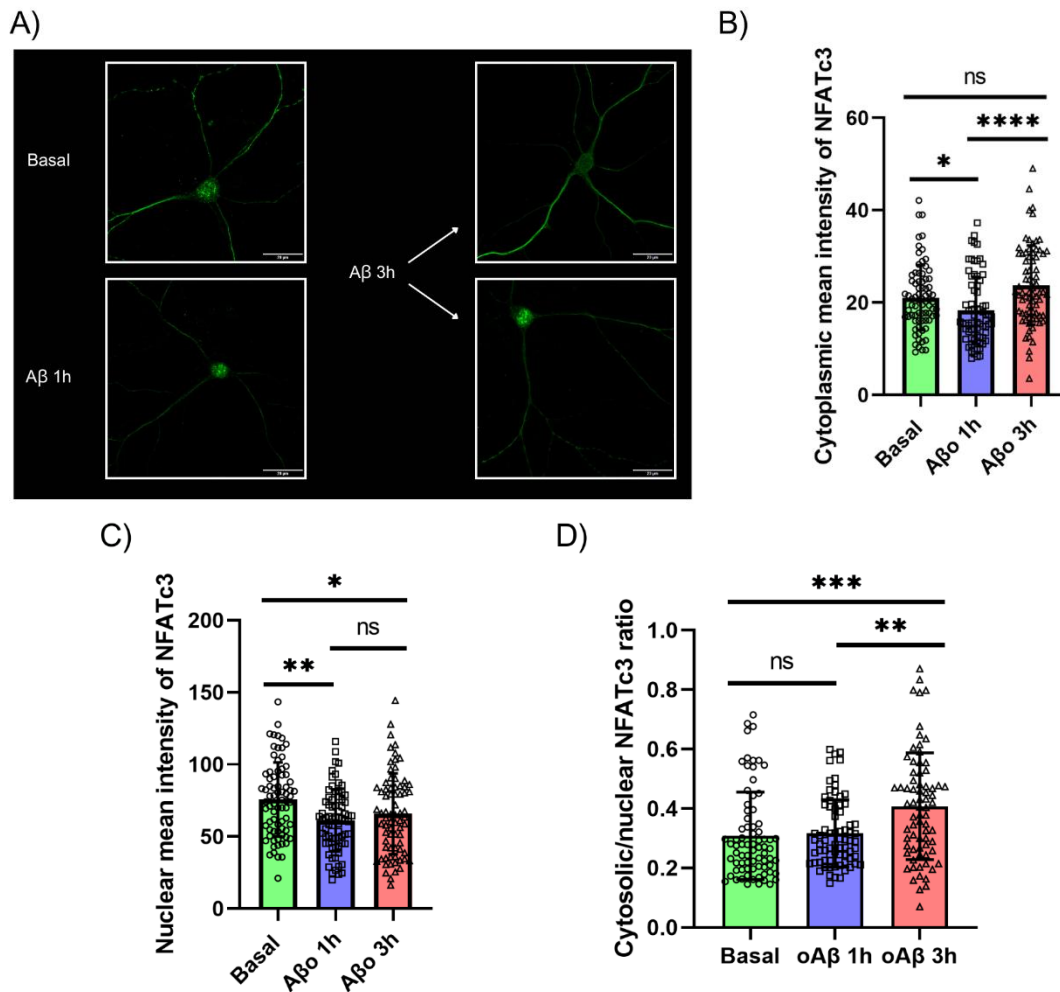 A)
Basal
Aβ 1h
Aβ 3h
B)
Cytoplasmic mean intensity of NFATc3
ns
****
*
60
40
20
0
Basal
Aβo 1h
Aβo 3h
C)
Nuclear mean intensity of NFATc3
*
ns
**
200
150
100
50
0
Basal
Aβo 1h
Aβo 3h
D)
Cytosolic/nuclear NFATc3 ratio
***
**
ns
1.0
0.8
0.6
0.4
0.2
0.0
Basal
oAβ 1h
oAβ 3h